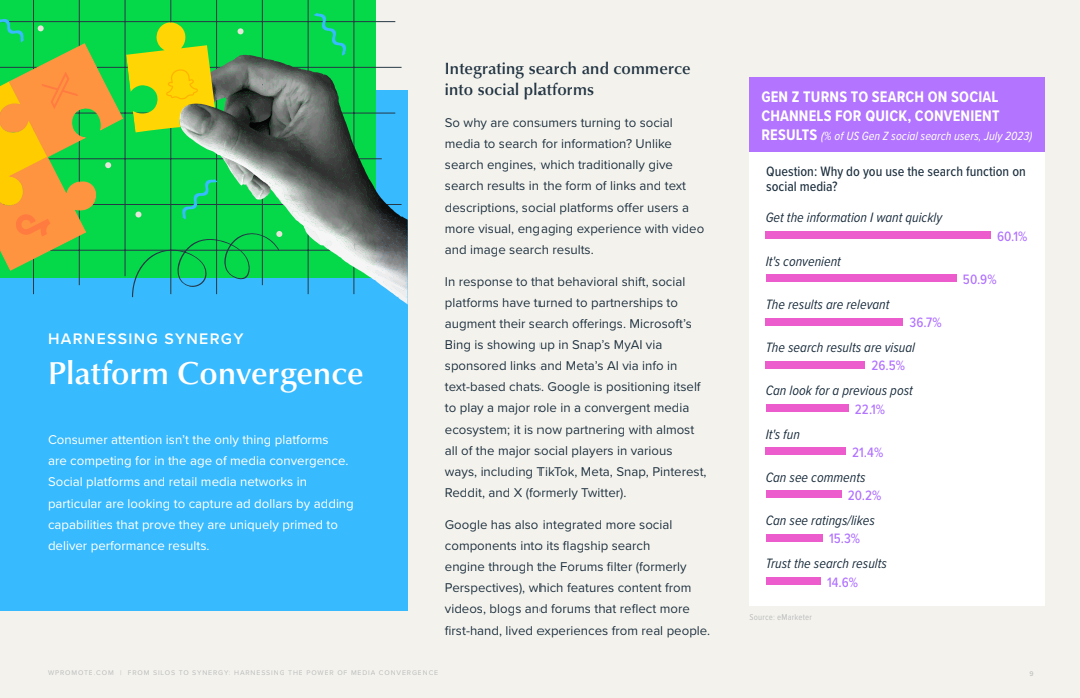 HARNESSING SYNERGY
Platform Convergence
Consumer attention isn't the only thing platforms
are competing for in the age of media convergence.
Social platforms and retail media networks in
particular are looking to capture ad dollars by adding
capabilities that prove they are uniquely primed to
deliver performance results.
Integrating search and commerce
into social platforms
So why are consumers turning to social
media to search for information? Unlike
search engines, which traditionally give
search results in the form of links and text
descriptions, social platforms offer users a
more visual, engaging experience with video
and image search results.
In response to that behavioral shift, social
platforms have turned to partnerships to
augment their search offerings. Microsoft's
Bing is showing up in Snap's MyAI via
sponsored links and Meta's AI via info in
text-based chats. Google is positioning itself
to play a major role in a convergent media
ecosystem; it is now partnering with almost
all of the major social players in various
ways, including TikTok, Meta, Snap, Pinterest,
Reddit, and X (formerly Twitter).
Google has also integrated more social
components into its flagship search
engine through the Forums filter (formerly
Perspectives), which features content from
videos, blogs and forums that reflect more
first-hand, lived experiences from real people.
GEN Z TURNS TO SEARCH ON SOCIAL
CHANNELS FOR QUICK, CONVENIENT
RESULTS (% of US Gen Z social search users, July 2023)
Question: Why do you use the search function on
social media?
Get the information I want quickly
60.1%
It's convenient
50.9%
The results are relevant
36.7%
The search results are visual
26.5%
Can look for a previous post
22.1%
It's fun
21.4%
Can see comments
20.2%
Can see ratings/likes
15.3%
Trust the search results
14.6%
Source: eMarketer
WPROMOTE.COM / FROM SILOS TO SYNERGY: HARNESSING THE POWER OF MEDIA CONVERGENCE
9